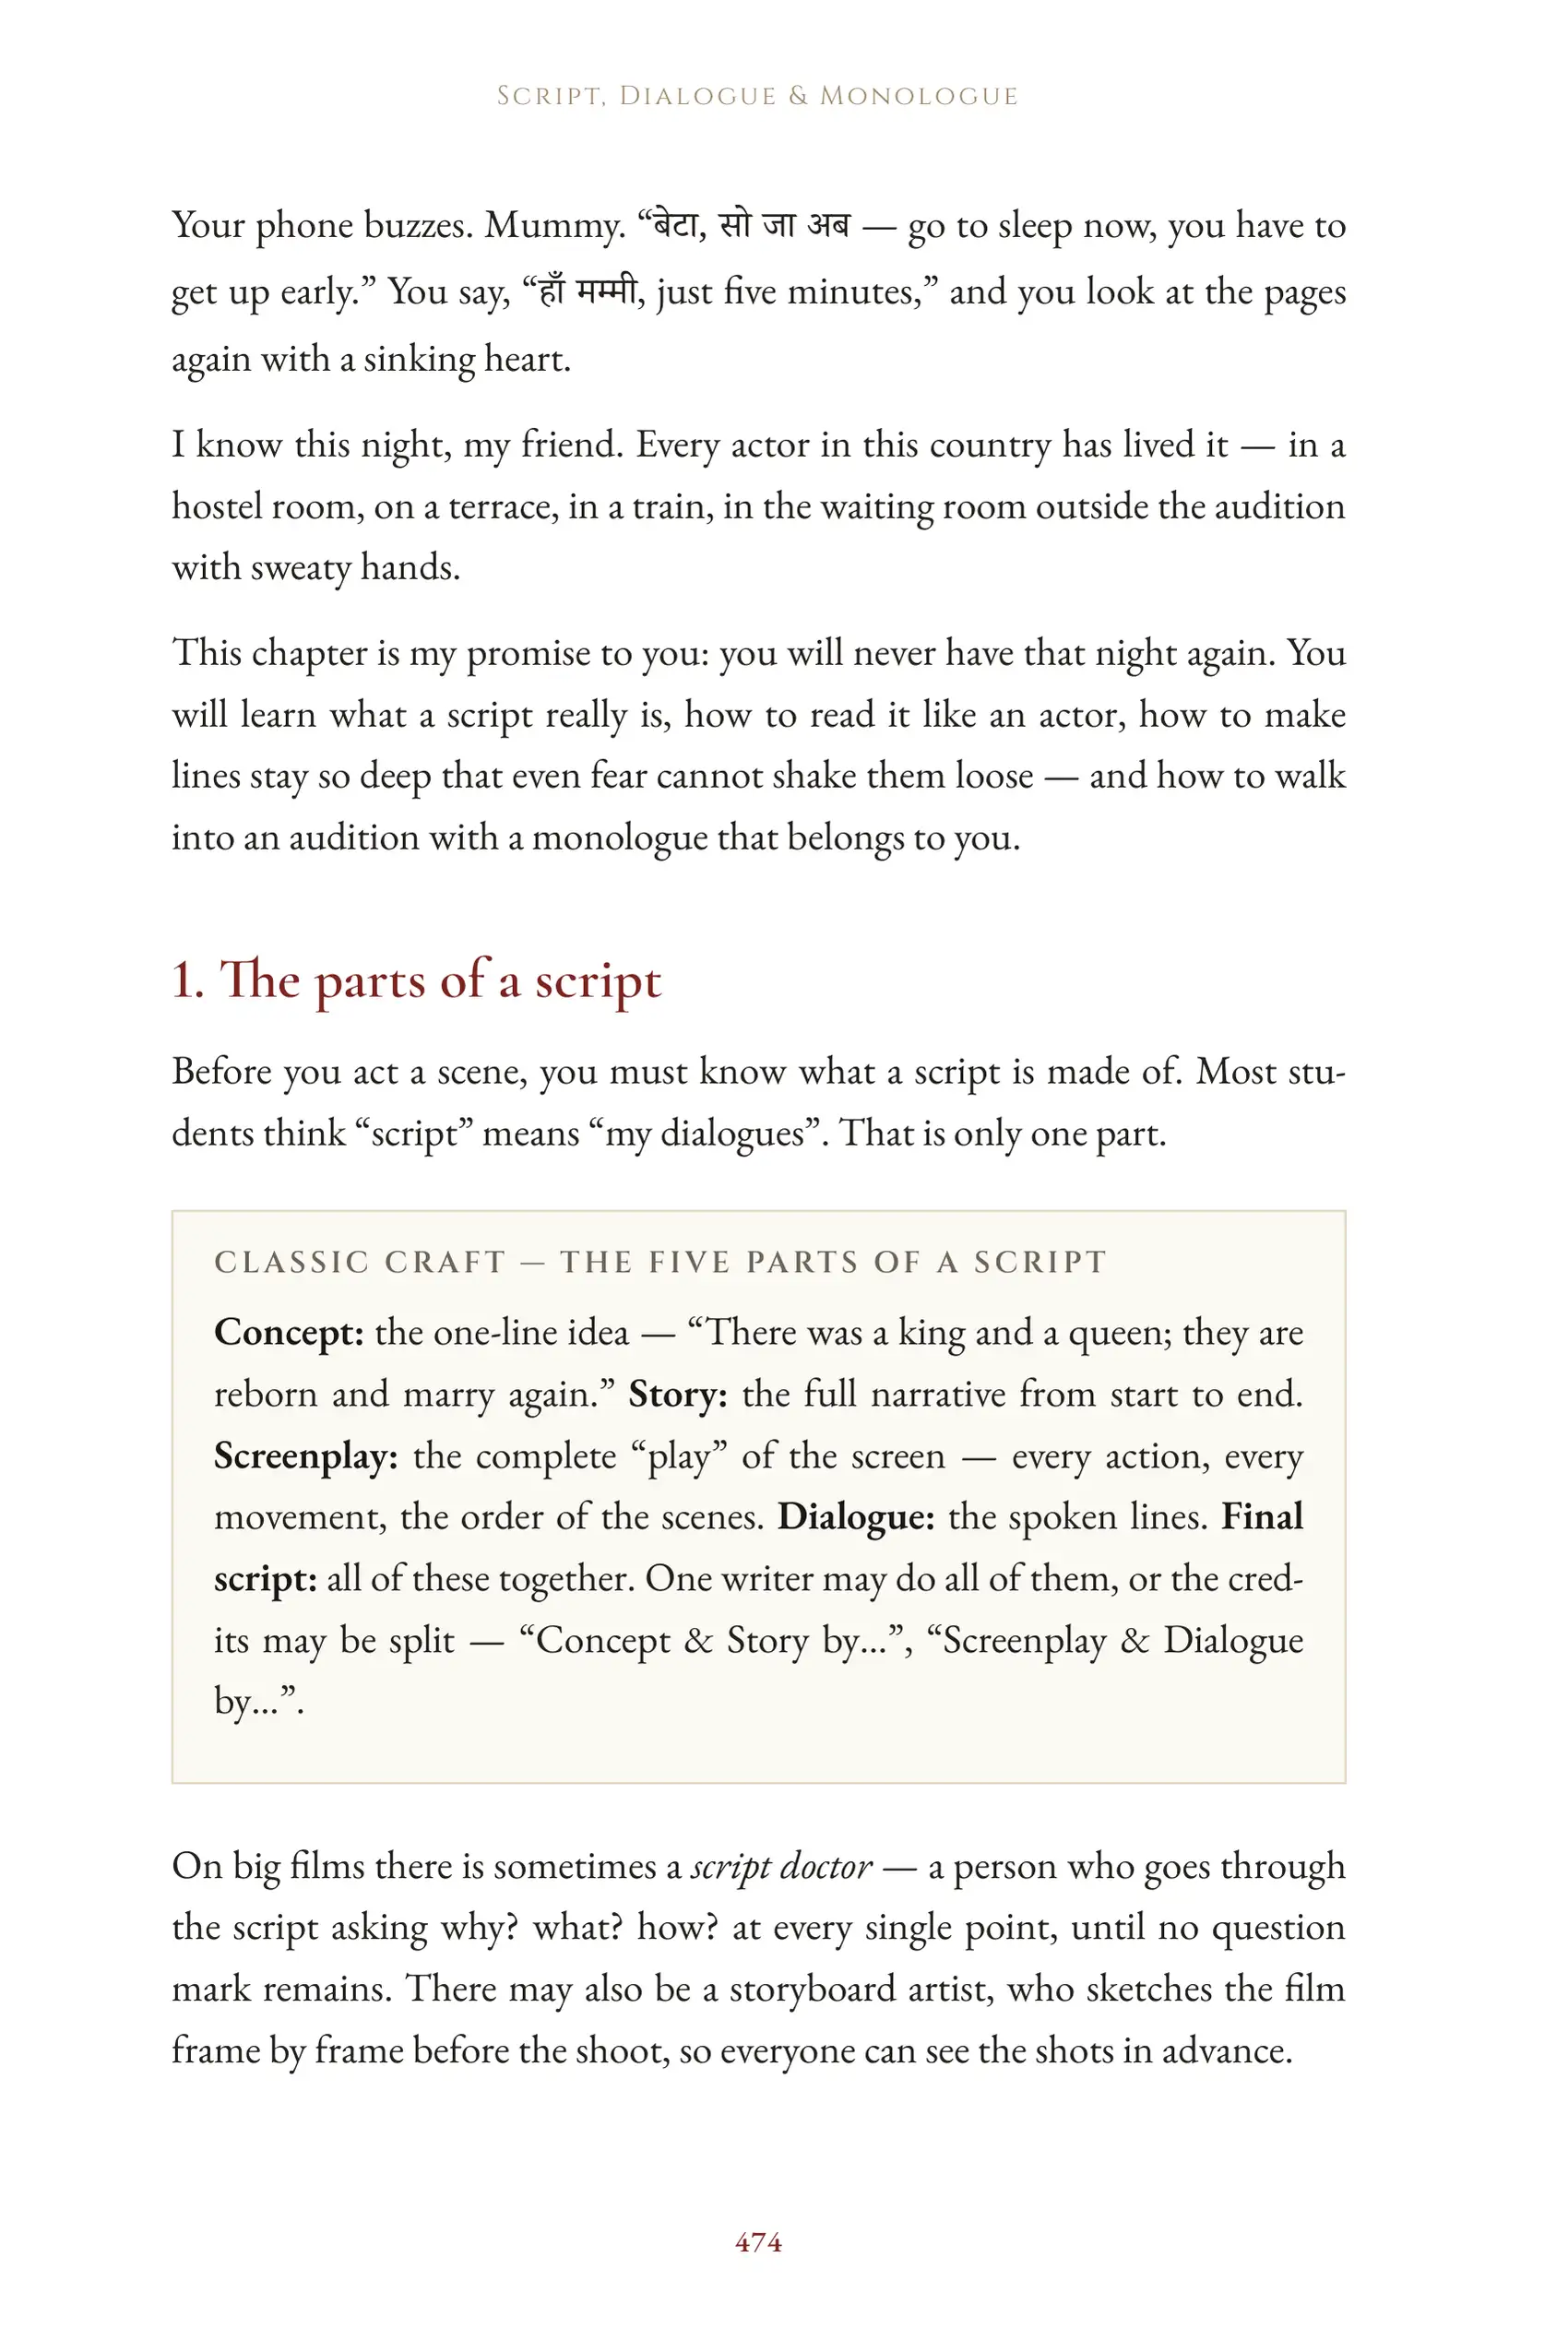 SCRIPT, DIALOGUE & MONOLOGUE
Your phone buzzes. Mummy. “बेटा, सो जा अब — go to sleep now, you have to
get up early.” You say, “हाँ मम्मी, just five minutes,” and you look at the pages
again with a sinking heart.
I know this night, my friend. Every actor in this country has lived it — in a
hostel room, on a terrace, in a train, in the waiting room outside the audition
with sweaty hands.
This chapter is my promise to you: you will never have that night again. You
will learn what a script really is, how to read it like an actor, how to make
lines stay so deep that even fear cannot shake them loose — and how to walk
into an audition with a monologue that belongs to you.
1. The parts of a script
Before you act a scene, you must know what a script is made of. Most stu-
dents think “script” means “my dialogues”. That is only one part.
CLASSIC CRAFT — THE FIVE PARTS OF A SCRIPT
Concept: the one-line idea — “There was a king and a queen; they are
reborn and marry again.” Story: the full narrative from start to end.
Screenplay: the complete “play” of the screen — every action, every
movement, the order of the scenes. Dialogue: the spoken lines. Final
script: all of these together. One writer may do all of them, or the cred-
its may be split — “Concept & Story by...”, “Screenplay & Dialogue
by...”.
On big films there is sometimes a script doctor — a person who goes through
the script asking why? what? how? at every single point, until no question
mark remains. There may also be a storyboard artist, who sketches the film
frame by frame before the shoot, so everyone can see the shots in advance.
474